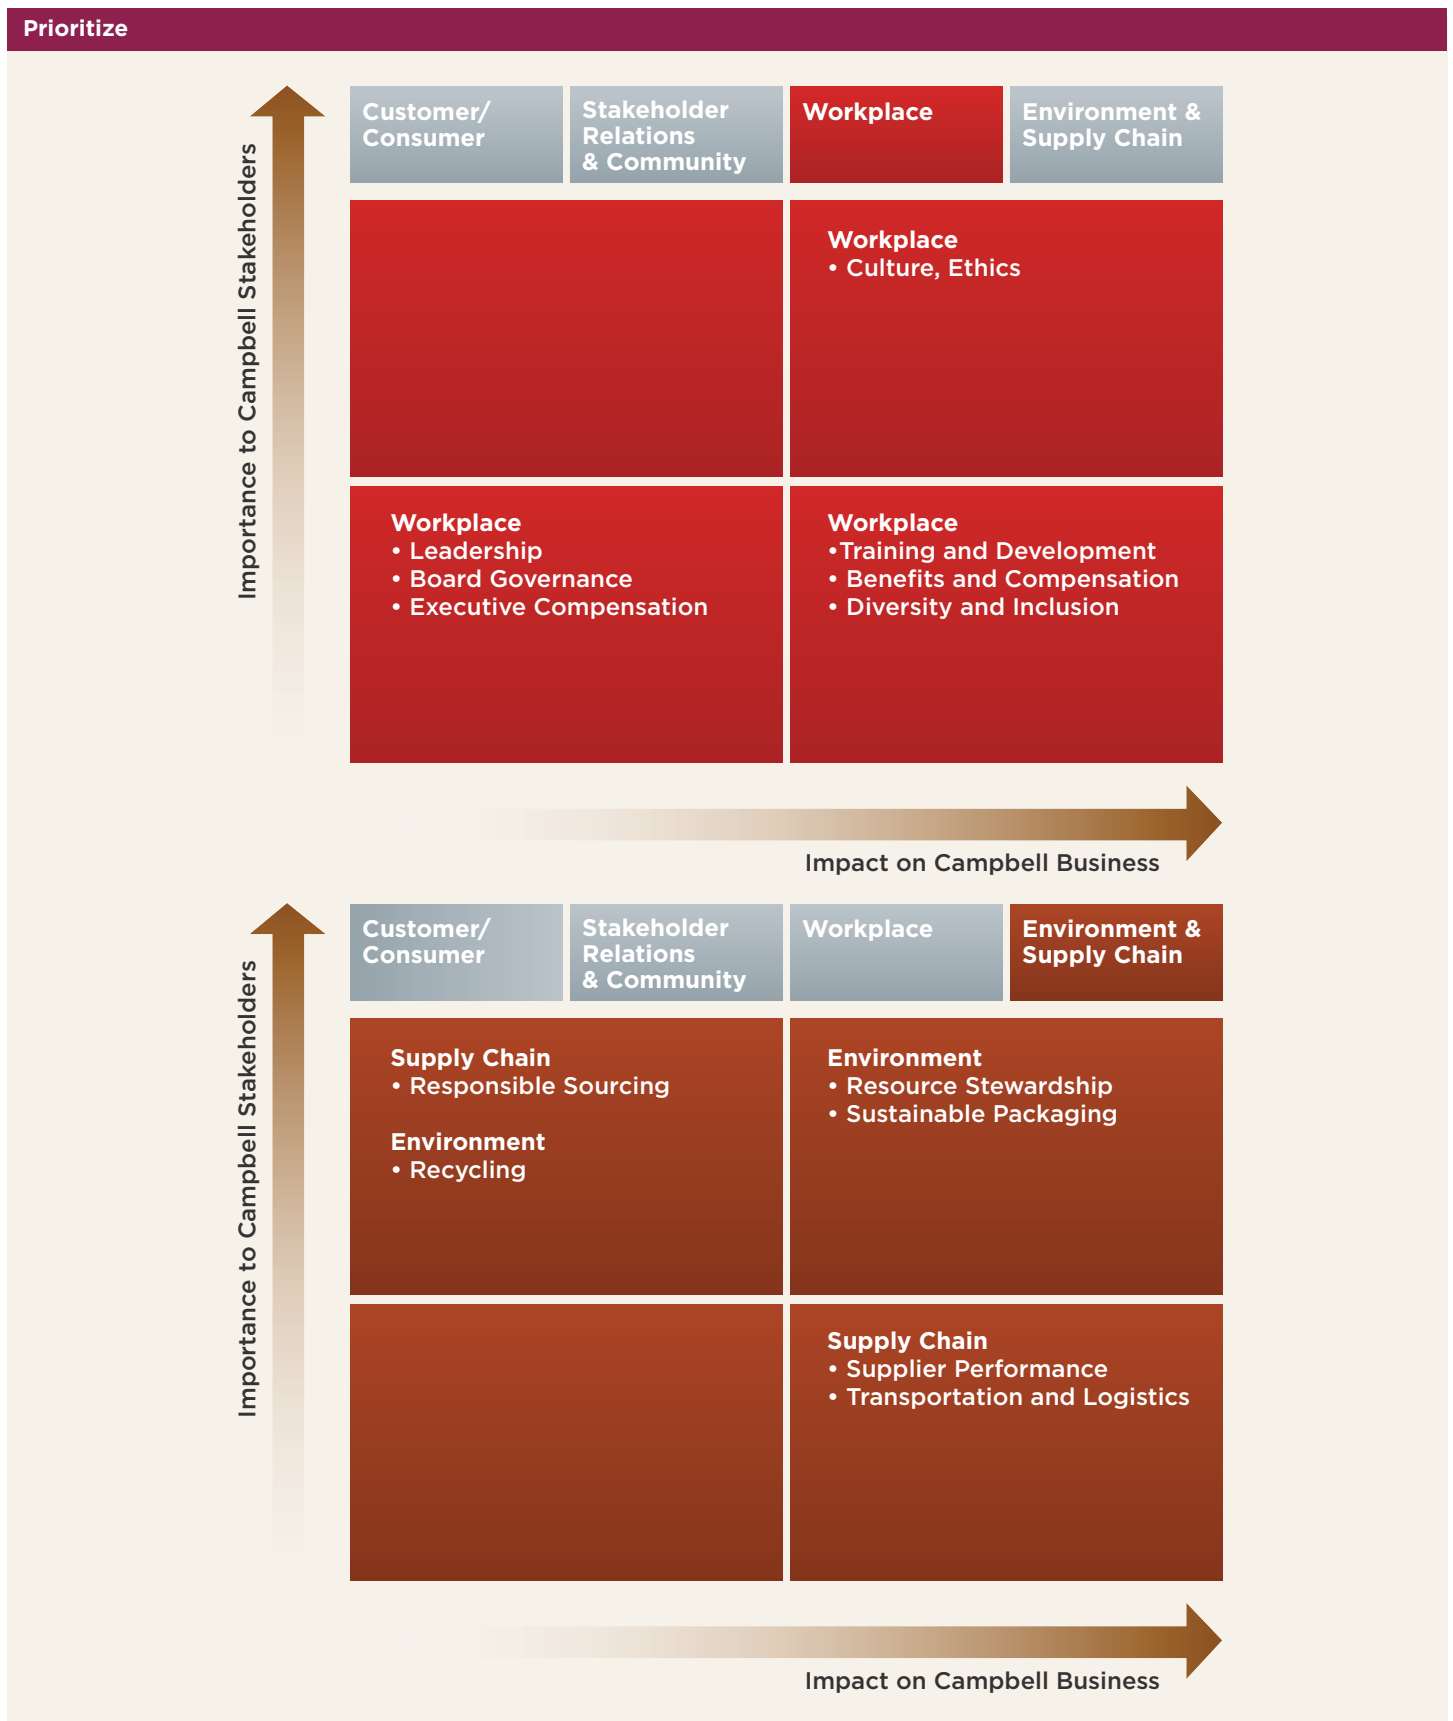 Prioritize
Importance to Campbell Stakeholders
Customer/
Consumer
Stakeholder
Relations
& Community
Workplace
Environment &
Supply Chain
Workplace
• Culture, Ethics
Workplace
• Leadership
• Board Governance
• Executive Compensation
Workplace
•Training and Development
• Benefits and Compensation
• Diversity and Inclusion
Impact on Campbell Business
Importance to Campbell Stakeholders
Customer/
Consumer
Stakeholder
Relations
& Community
Workplace
Environment &
Supply Chain
Supply Chain
• Responsible Sourcing
Environment
• Recycling
Environment
• Resource Stewardship
• Sustainable Packaging
Supply Chain
• Supplier Performance
• Transportation and Logistics
Impact on Campbell Business